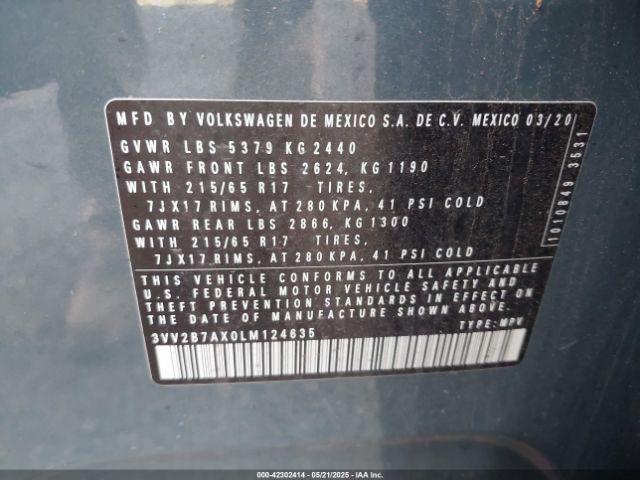 MFD BY VOLKSWAGEN DE MEXICO S.A. DE C.V. MEXICO 03/20
GVWR LBS 5379 KG 2440
GAWR FRONT LBS 2624, KG 1190
WITH 215/65 R17 TIRES,
7JX17 RIMS, AT 280 KPA, 41 PSI COLD
GAWR REAR LBS 2866, KG 1300
WITH 215/65 R17 TIRES,
7JX17 RIMS, AT 280 KPA, 41 PSI COLD
THIS VEHICLE CONFORMS TO ALL APPLICABLE
U.S. FEDERAL MOTOR VEHICLE SAFETY AND
THEFT PREVENTION STANDARDS IN EFFECT ON
THE DATE OF MANUFACTURE SHOWN ABOVE
3VV2B7AX0LM124635 TYPE: MPV
1010849 3531
000-42302414 - 05/21/2025 - IAAI.COM